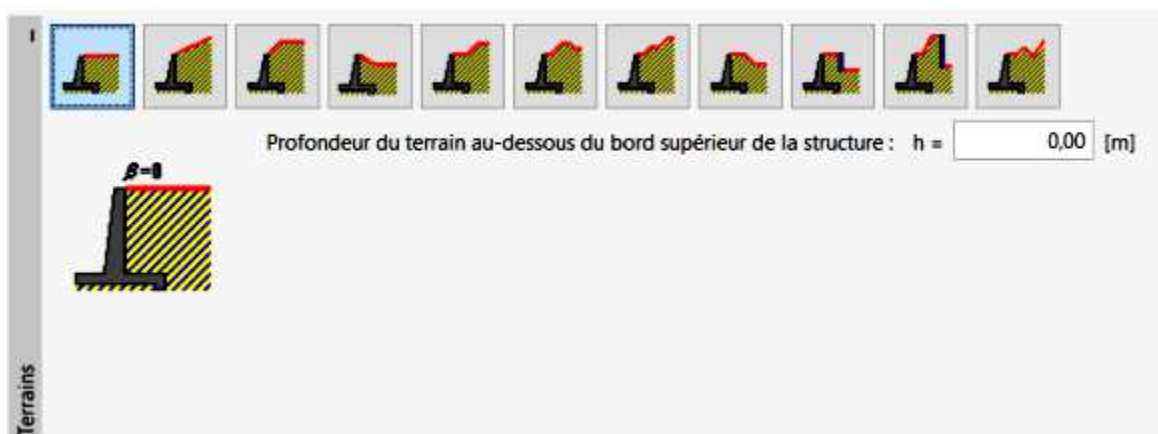 Profondeur du terrain au-dessous du bord supérieur de la structure : h = 0,00 [m]
β=0
Terrains